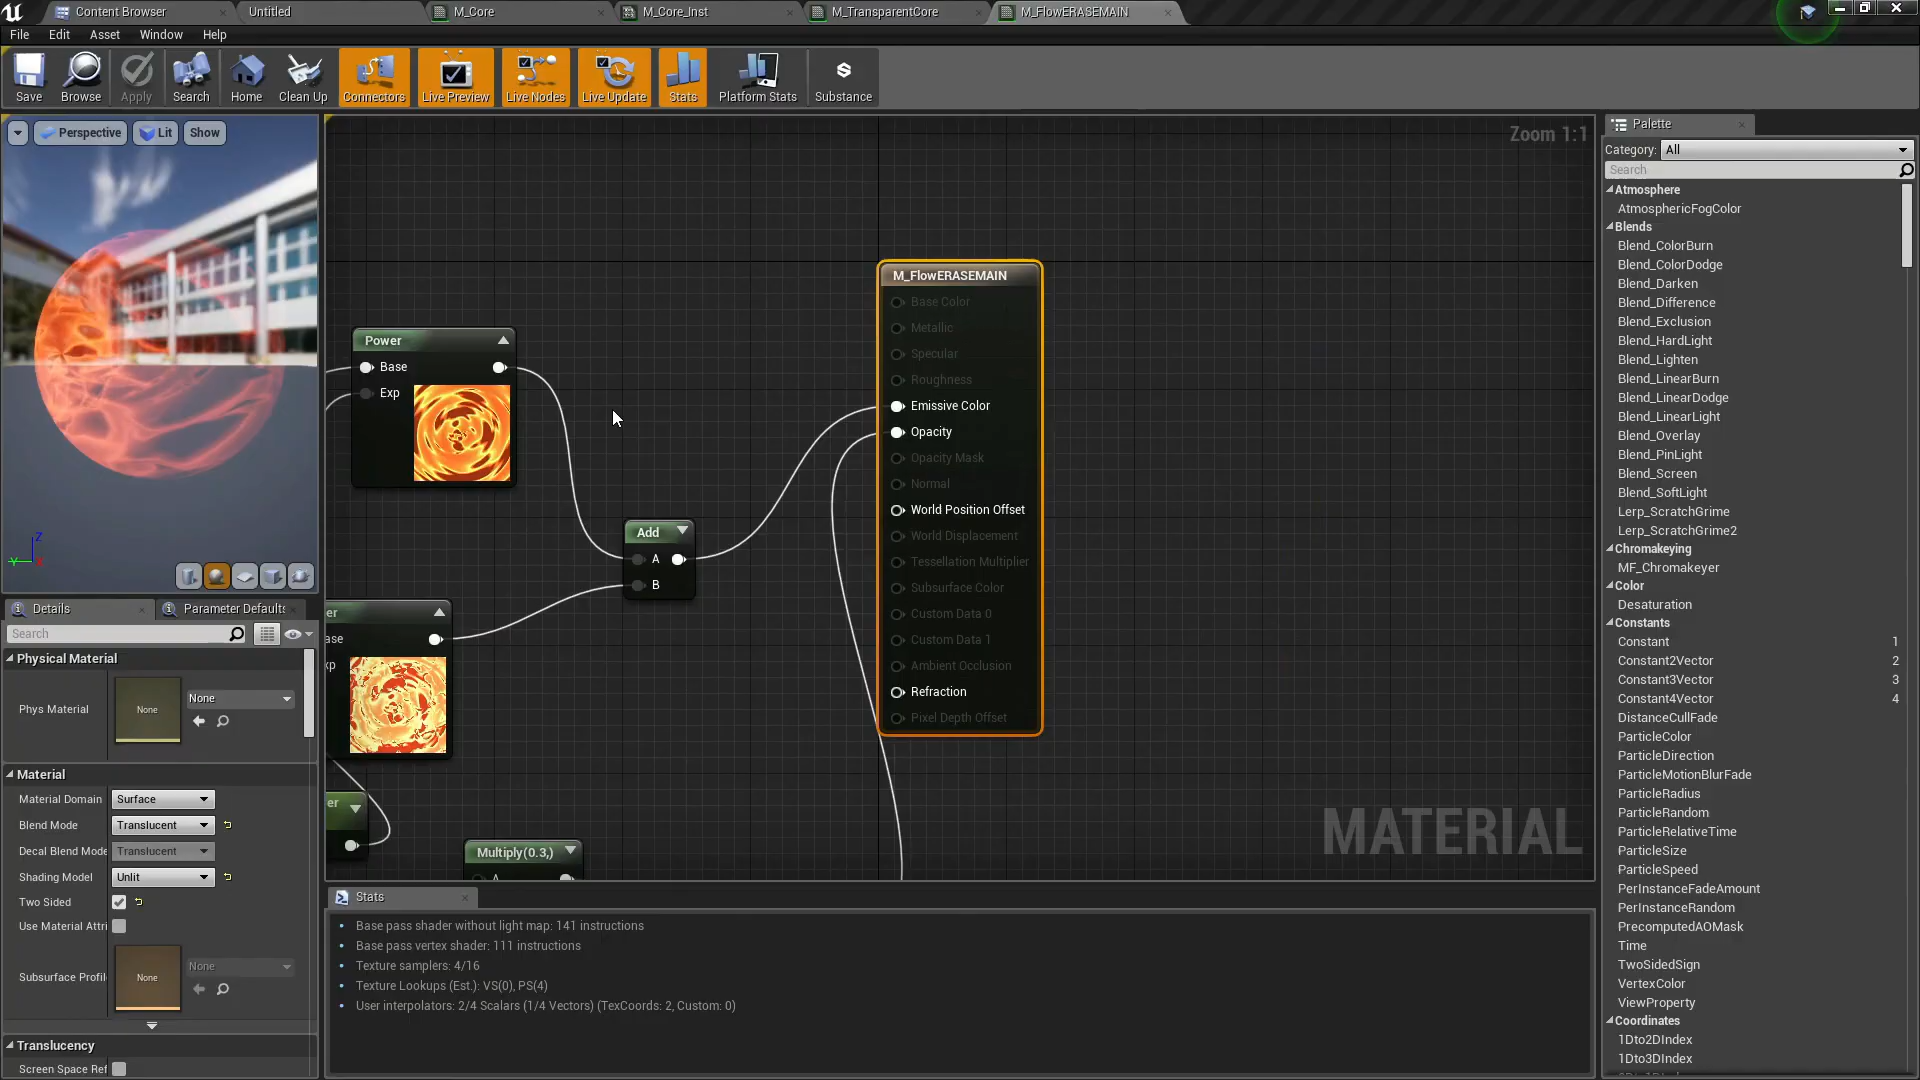 Content Browser
Untitled
M_Core
M_Core_Inst
M_TransparentCore
M_FlowERASEMAIN
File
Edit
Asset
Window
Help
Save
Browse
Apply
Search
Home
Clean Up
Connectors
Live Preview
Live Nodes
Live Update
Stats
Platform Stats
Substance
Perspective
Lit
Show
Z
Y
Details
Parameter Defaults
Search
Physical Material
Phys Material
None
None
Material
Material Domain
Surface
Blend Mode
Translucent
Decal Blend Mode
Translucent
Shading Model
Unlit
Two Sided
Use Material Attri
Subsurface Profil
None
None
Translucency
Screen Space Ref
Zoom 1:1
Power
Base
Exp
Add
A
B
er
ase
xp
er
Multiply(0.3,)
A
M_FlowERASEMAIN
Base Color
Metallic
Specular
Roughness
Emissive Color
Opacity
Opacity Mask
Normal
World Position Offset
World Displacement
Tessellation Multiplier
Subsurface Color
Custom Data 0
Custom Data 1
Ambient Occlusion
Refraction
Pixel Depth Offset
MATERIAL
Stats
Base pass shader without light map: 141 instructions
Base pass vertex shader: 111 instructions
Texture samplers: 4/16
Texture Lookups (Est.): VS(0), PS(4)
User interpolators: 2/4 Scalars (1/4 Vectors) (TexCoords: 2, Custom: 0)
Palette
Category:
All
Search
Atmosphere
AtmosphericFogColor
Blends
Blend_ColorBurn
Blend_ColorDodge
Blend_Darken
Blend_Difference
Blend_Exclusion
Blend_HardLight
Blend_Lighten
Blend_LinearBurn
Blend_LinearDodge
Blend_LinearLight
Blend_Overlay
Blend_PinLight
Blend_Screen
Blend_SoftLight
Lerp_ScratchGrime
Lerp_ScratchGrime2
Chromakeying
MF_Chromakeyer
Color
Desaturation
Constants
Constant 1
Constant2Vector 2
Constant3Vector 3
Constant4Vector 4
DistanceCullFade
ParticleColor
ParticleDirection
ParticleMotionBlurFade
ParticleRadius
ParticleRandom
ParticleRelativeTime
ParticleSize
ParticleSpeed
PerInstanceFadeAmount
PerInstanceRandom
PrecomputedAOMask
Time
TwoSidedSign
VertexColor
ViewProperty
Coordinates
1Dto2DIndex
1Dto3DIndex